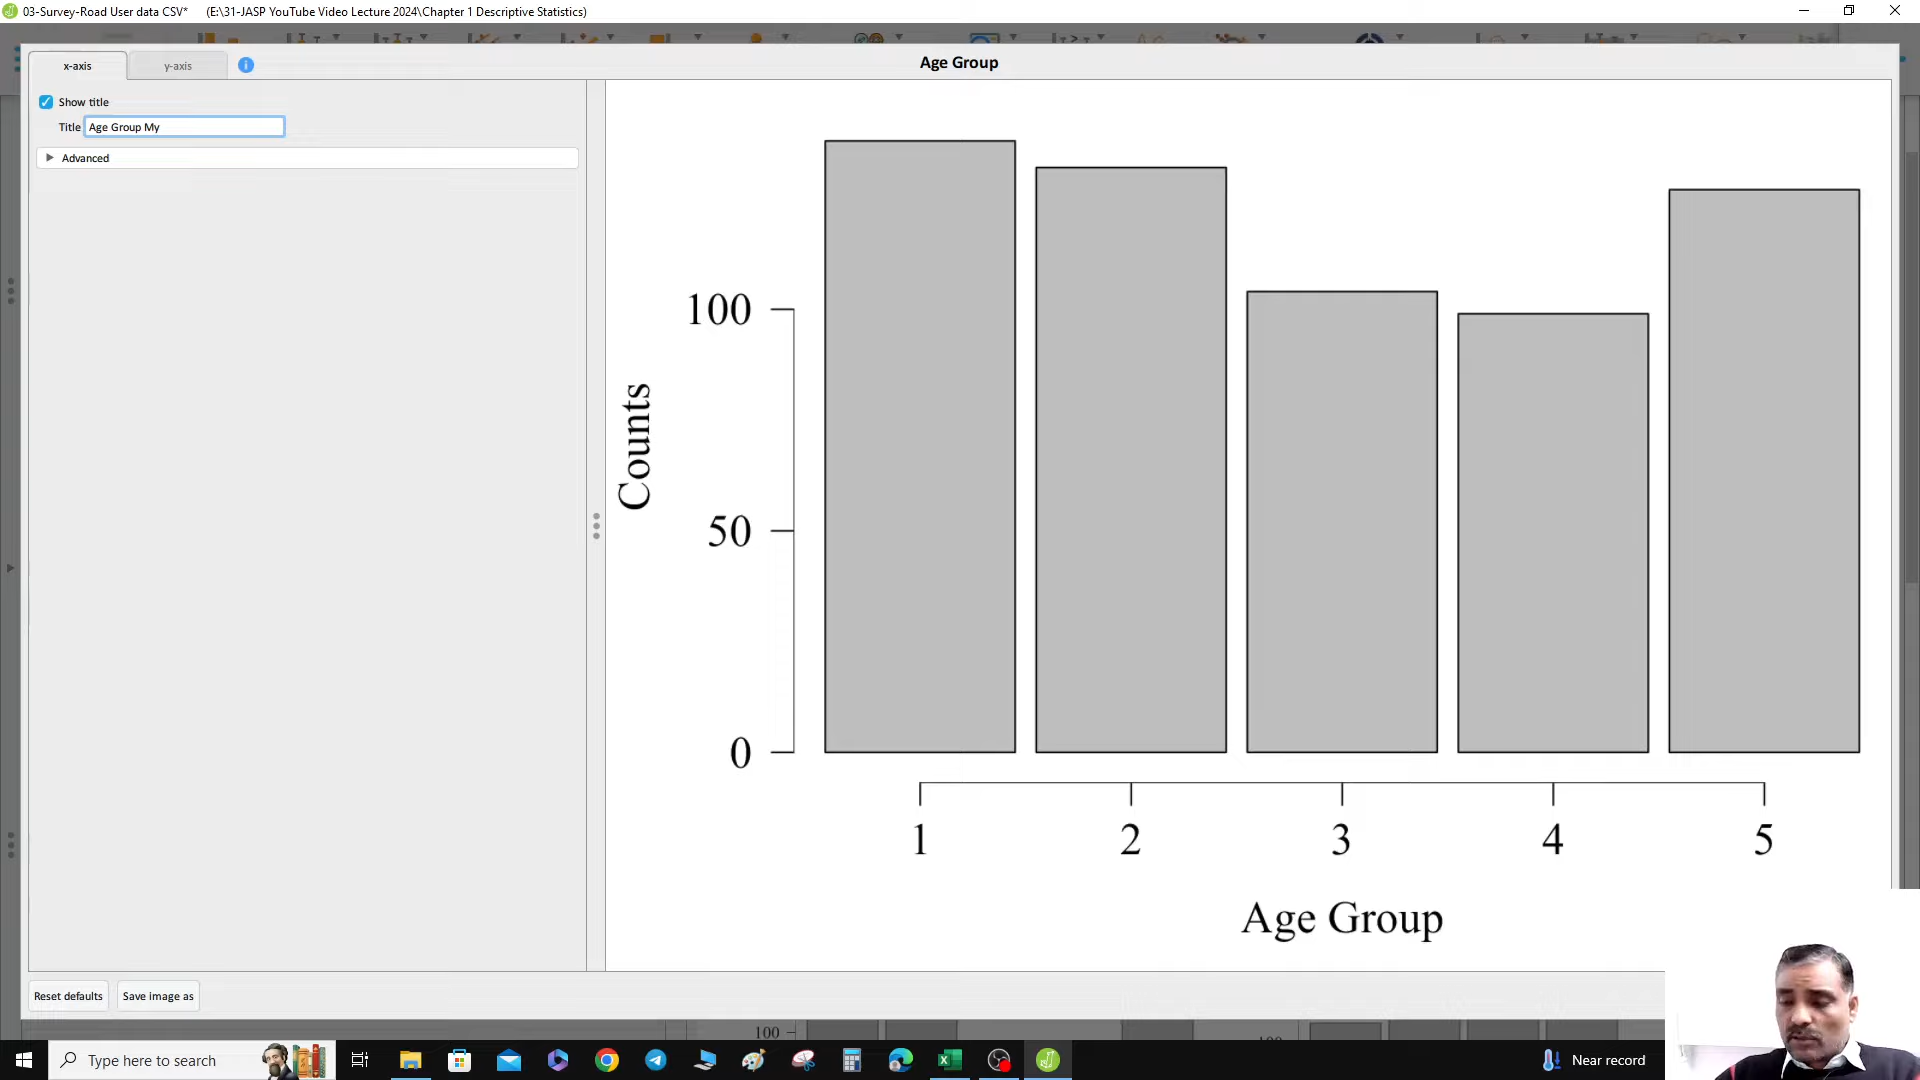 03-Survey-Road User data CSV* (E:\31-JASP YouTube Video Lecture 2024\Chapter 1 Descriptive Statistics)
x-axis y-axis
Age Group
Show title
Title Age Group My
Advanced
100
50
0
Counts
1 2 3 4 5
Age Group
Reset defaults Save image as
100
Type here to search
Near record